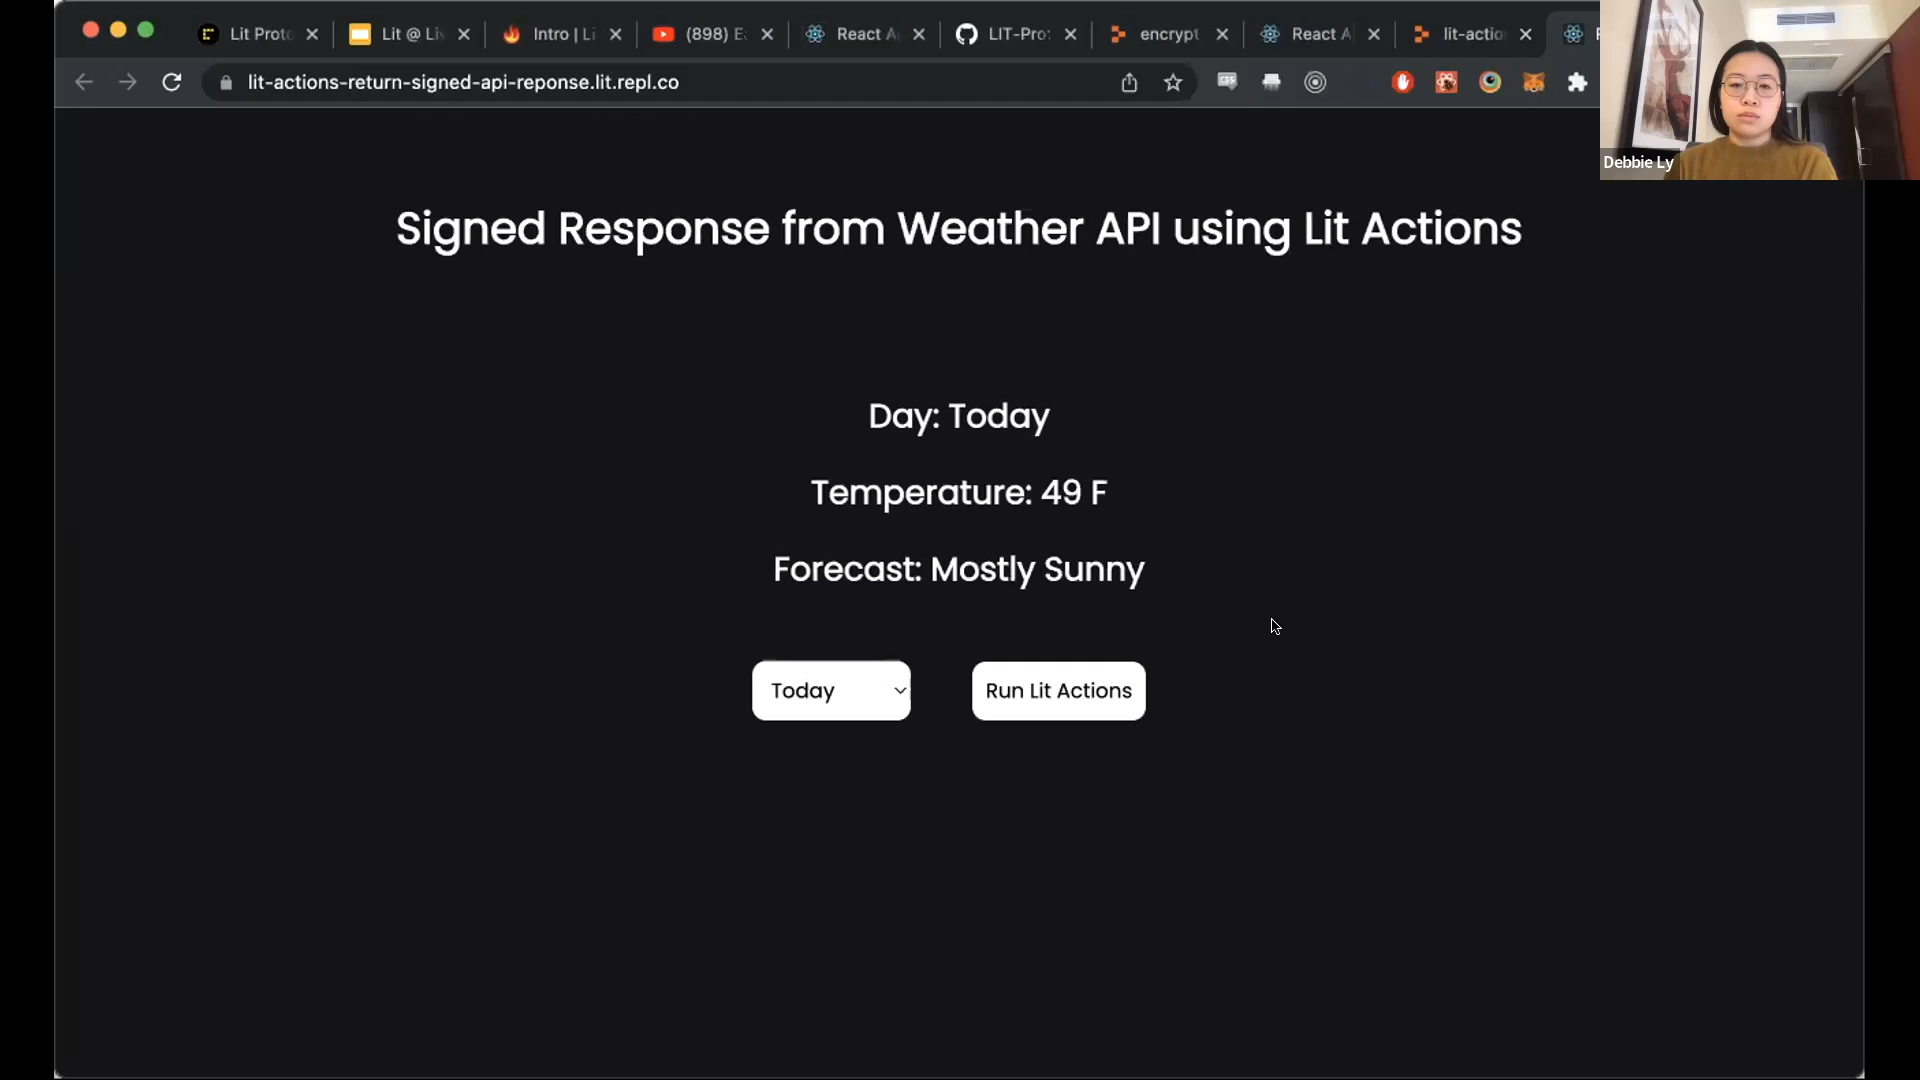 Lit Proto
Lit @ Li
Intro | Li
(898) E
React A
LIT-Pro
encrypt
React A
lit-actio
lit-actions-return-signed-api-reponse.lit.repl.co
Debbie Ly
Signed Response from Weather API using Lit Actions
Day: Today
Temperature: 49 F
Forecast: Mostly Sunny
Today
Run Lit Actions